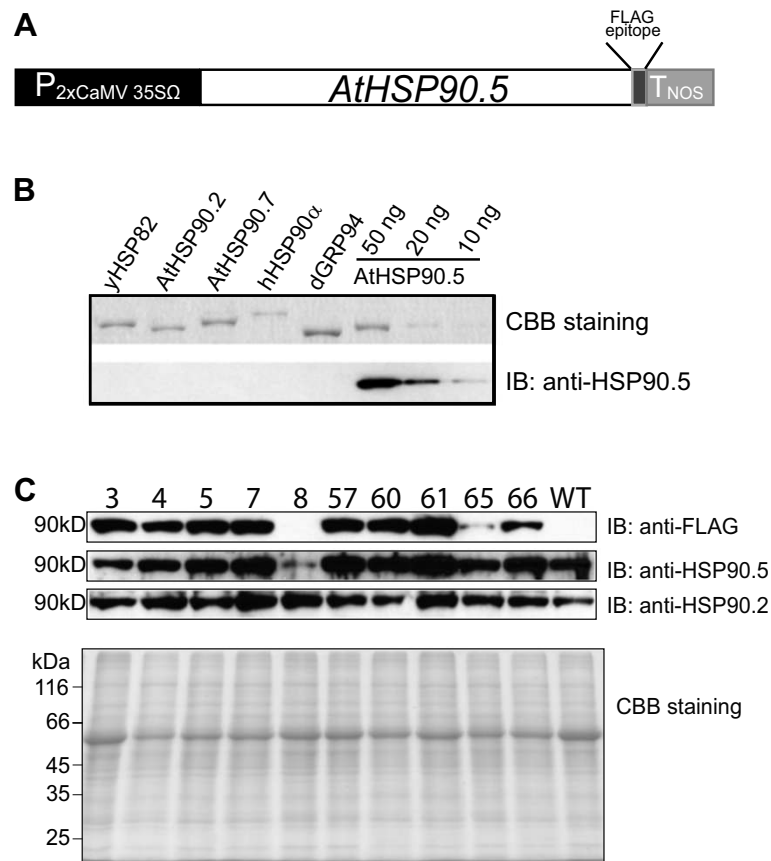 A
FLAG
epitope
P2xCaMV 35SΩ
AtHSP90.5
TNOS
B
yHSP82
AtHSP90.2
AtHSP90.7
hHSP90α
dGRP94
50 ng
20 ng
10 ng
AtHSP90.5
CBB staining
IB: anti-HSP90.5
C
3 4 5 7 8 57 60 61 65 66 WT
90kD IB: anti-FLAG
90kD IB: anti-HSP90.5
90kD IB: anti-HSP90.2
kDa
CBB staining
116
66
45
35
25